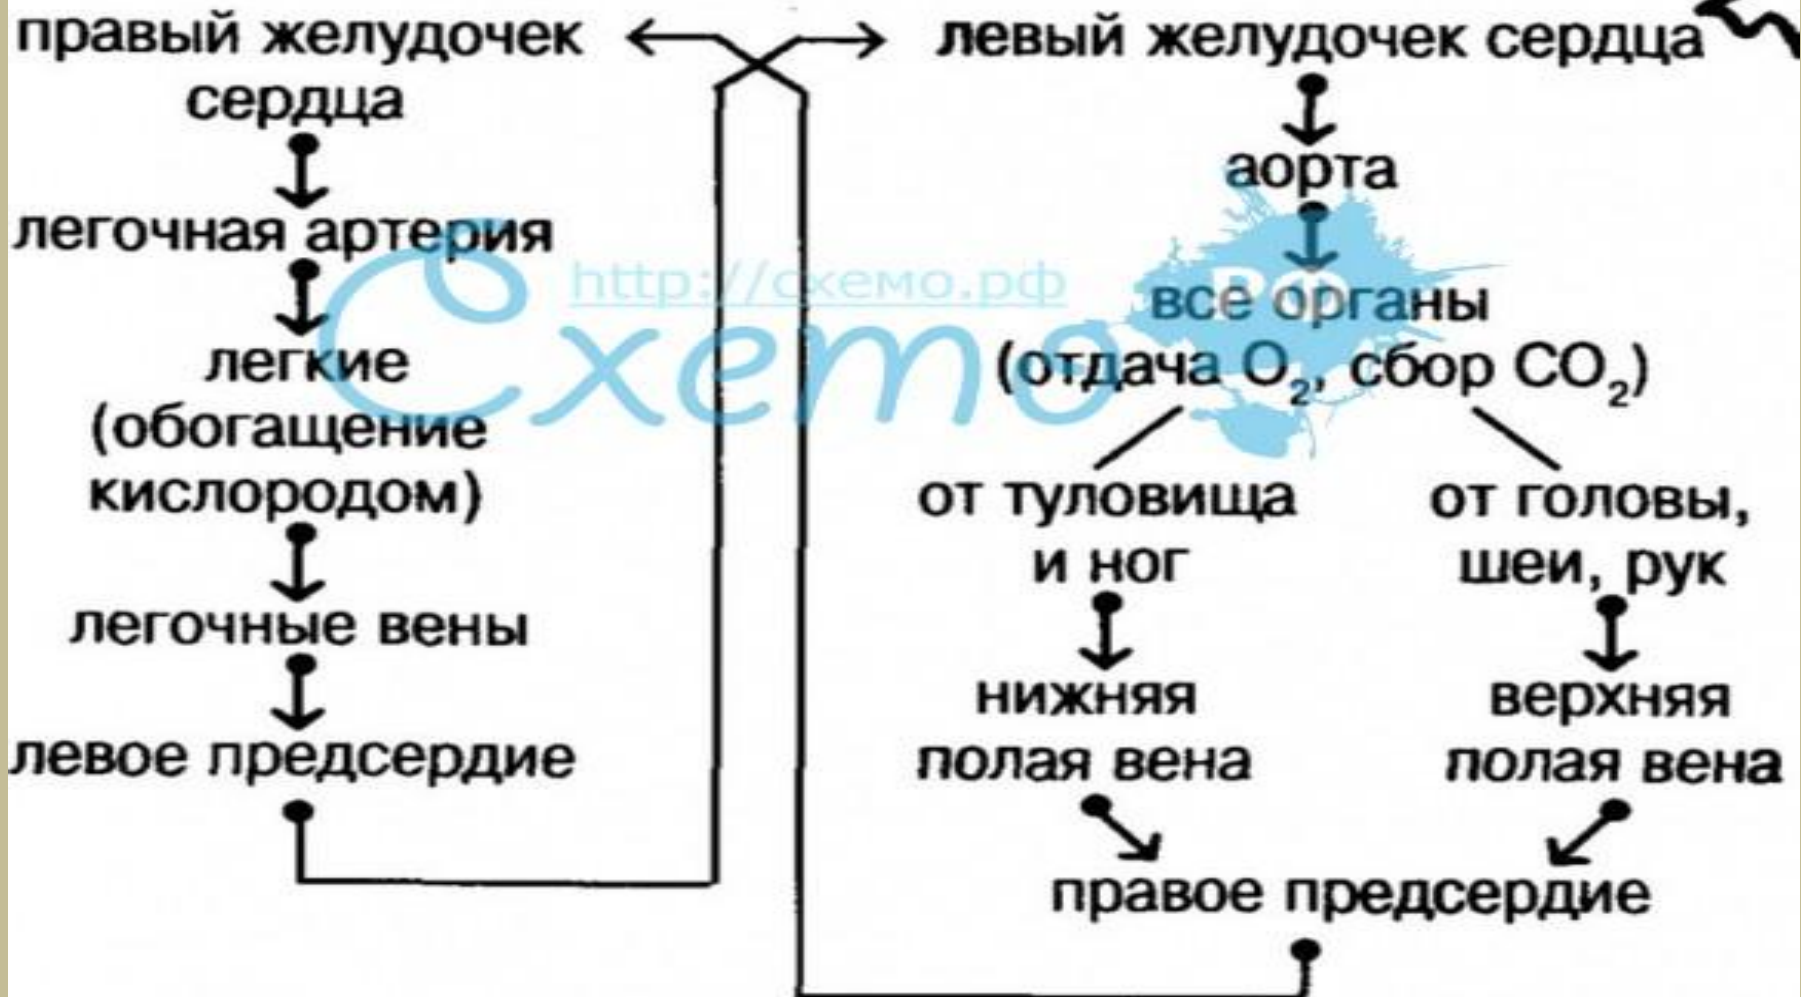 правый желудочек
сердца
легочная артерия
легкие
(обогащение
кислородом)
легочные вены
левое предсердие
левый желудочек сердца
аорта
все органы
(отдача O₂, сбор CO₂)
от туловища
и ног
нижняя
полая вена
от головы,
шеи, рук
верхняя
полая вена
правое предсердие
http://схемо.рф
Схемо
РФ